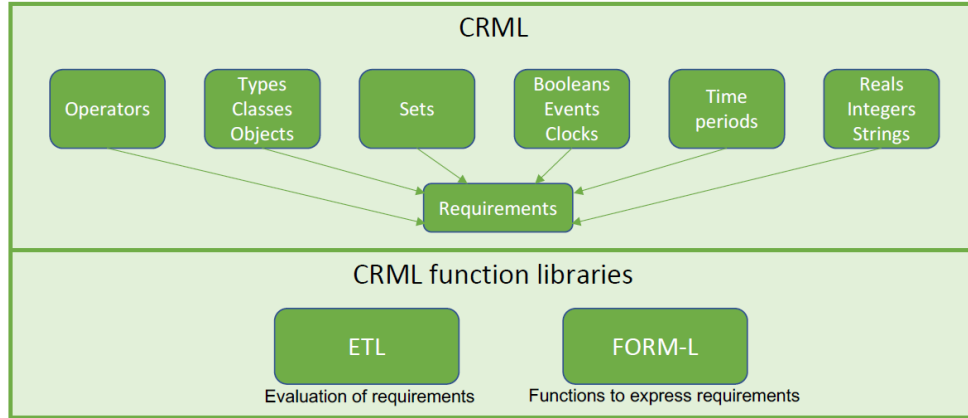 CRML
Operators
Types
Classes
Objects
Sets
Booleans
Events
Clocks
Time
periods
Reals
Integers
Strings
Requirements
CRML function libraries
ETL
FORM-L
Evaluation of requirements
Functions to express requirements